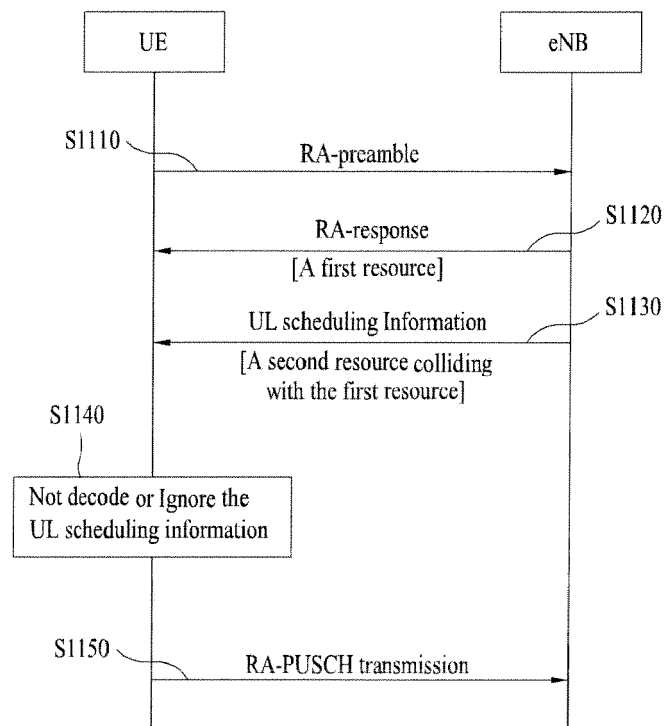 UE
eNB
S1110
RA-preamble
S1120
RA-response
[A first resource]
S1130
UL scheduling Information
[A second resource colliding
with the first resource]
S1140
Not decode or Ignore the
UL scheduling information
S1150
RA-PUSCH transmission